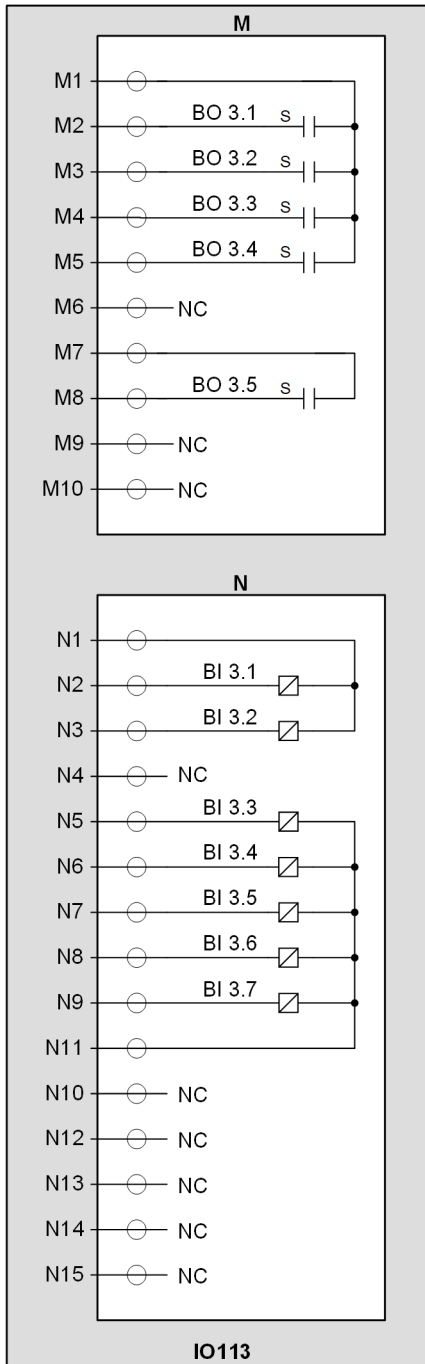 M
M1
M2 BO 3.1 S
M3 BO 3.2 S
M4 BO 3.3 S
M5 BO 3.4 S
M6 NC
M7
M8 BO 3.5 S
M9 NC
M10 NC
N
N1
N2 BI 3.1
N3 BI 3.2
N4 NC
N5 BI 3.3
N6 BI 3.4
N7 BI 3.5
N8 BI 3.6
N9 BI 3.7
N11
N10 NC
N12 NC
N13 NC
N14 NC
N15 NC
IO113